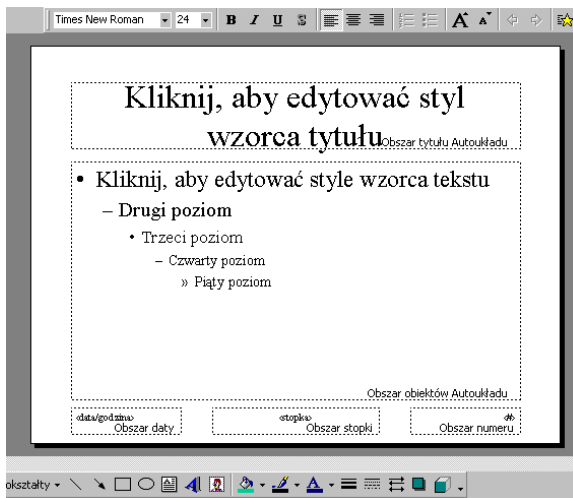 Times New Roman 24 B I U S A A
Kliknij, aby edytować styl
wzorca tytułu
Obszar tytułu Autoukładu
• Kliknij, aby edytować style wzorca tekstu
– Drugi poziom
• Trzeci poziom
– Czwarty poziom
» Piąty poziom
Obszar obiektów Autoukładu
<data/godzina> <stopka> <#>
Obszar daty Obszar stopki Obszar numeru
okształty A A